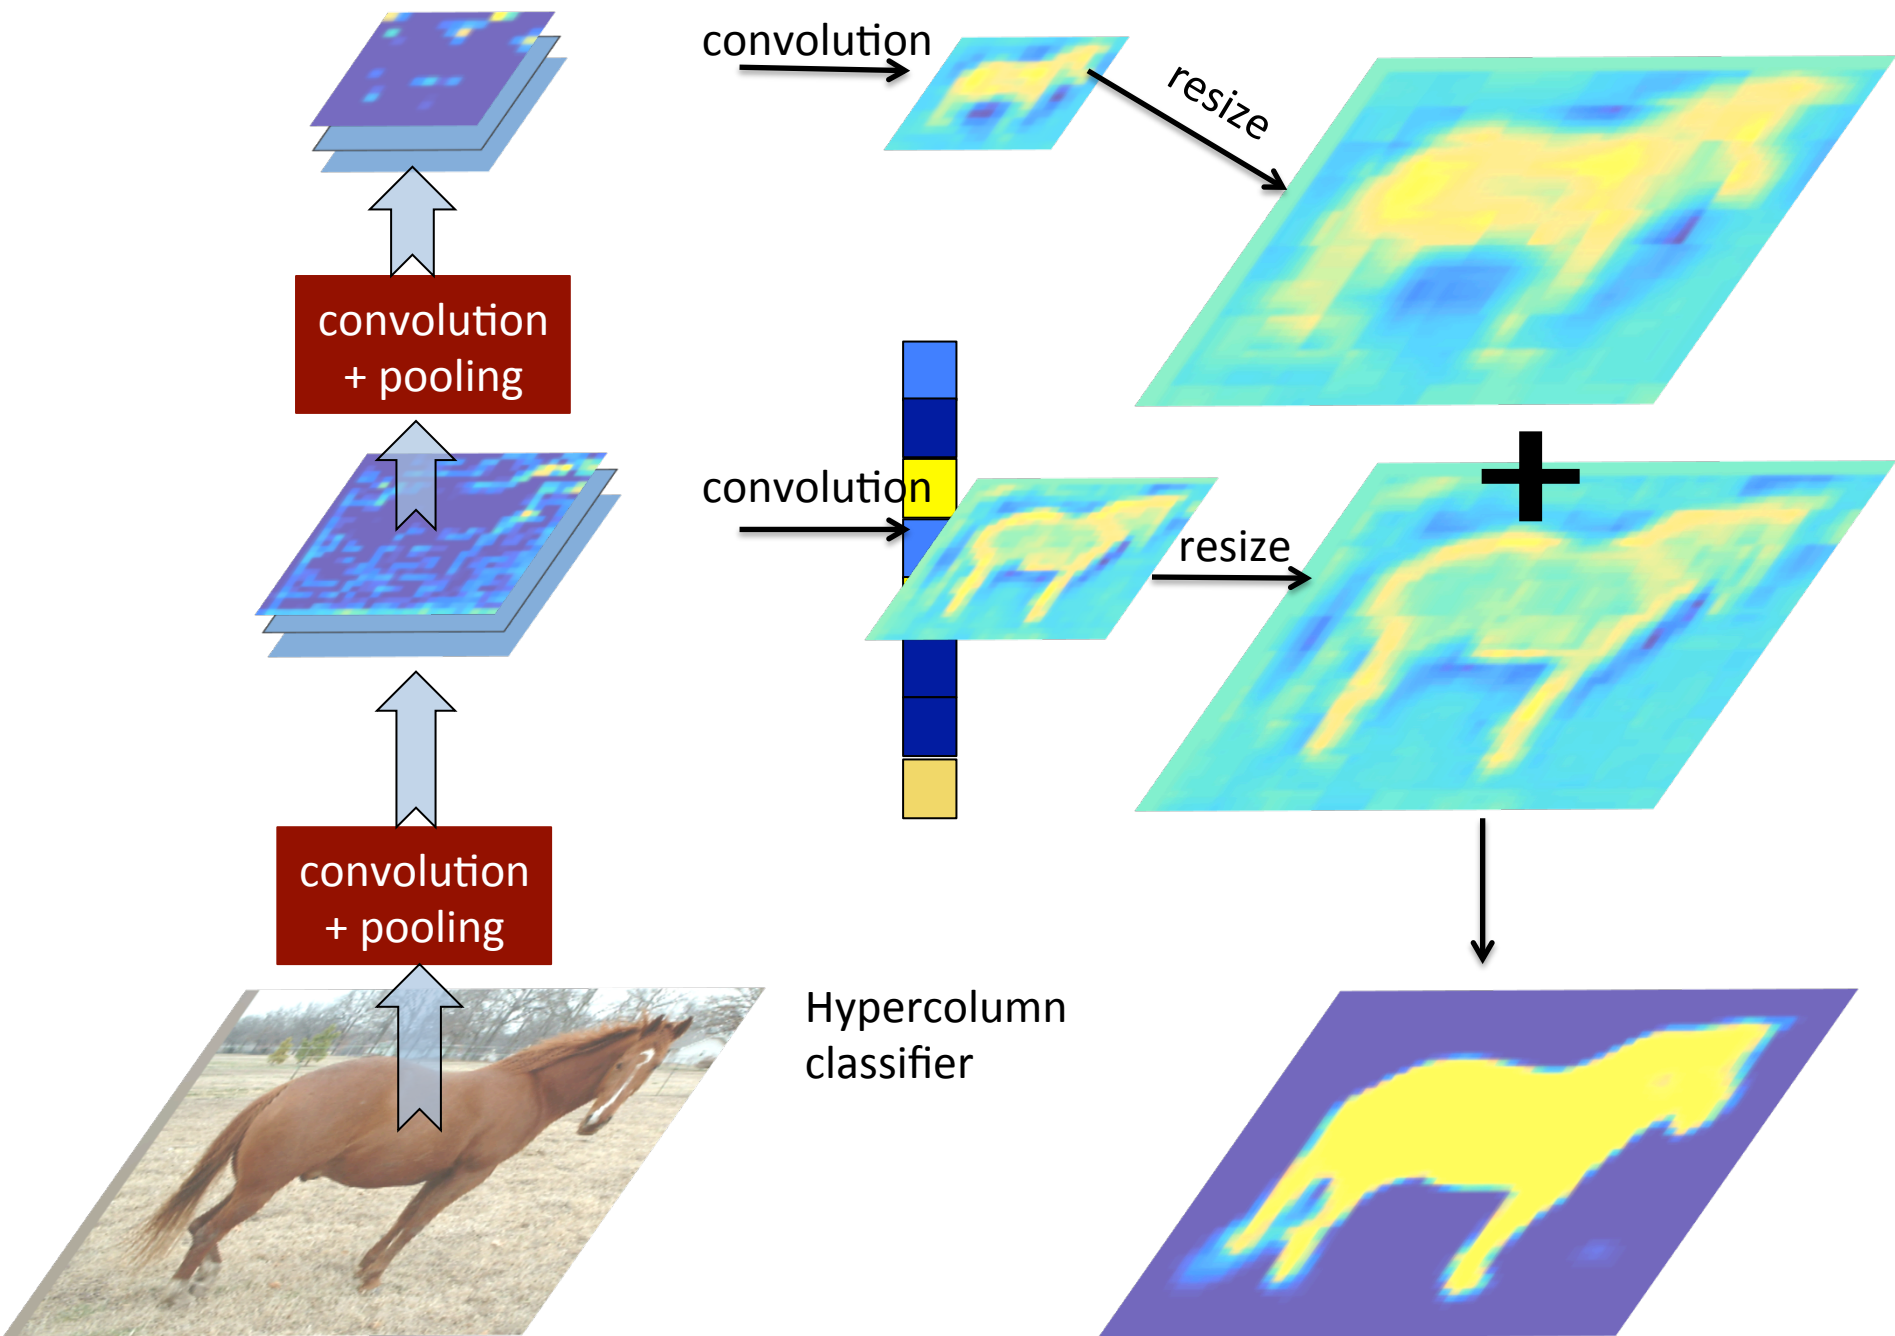 convolution
resize
convolution
+ pooling
+
convolution
resize
convolution
+ pooling
Hypercolumn
classifier